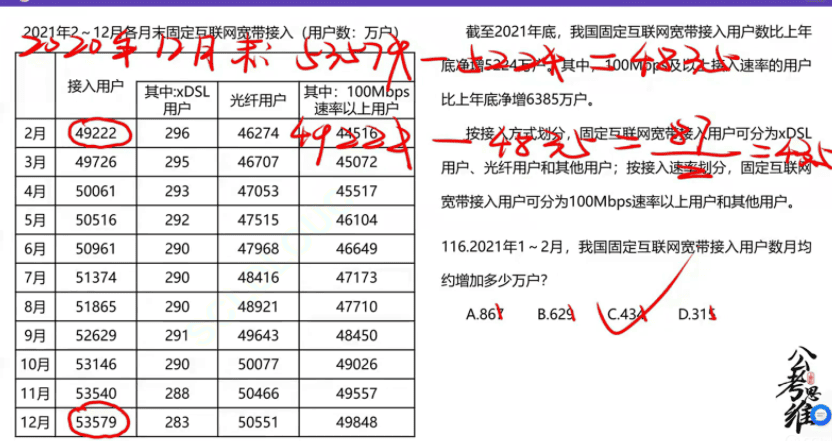 2021年2～12月各月末固定互联网宽带接入（用户数：万户）
2020年12月末：53579-5224=4835
接入用户 其中:xDSL用户 光纤用户 其中：100Mbps速率以上用户
2月 49222 296 46274 44516
3月 49726 295 46707 45072
4月 50061 293 47053 45517
5月 50516 292 47515 46104
6月 50961 290 47968 46649
7月 51374 290 48416 47173
8月 51865 290 48921 47710
9月 52629 291 49643 48450
10月 53146 290 50077 49026
11月 53540 288 50466 49557
12月 53579 283 50551 49848
截至2021年底，我国固定互联网宽带接入用户数比上年
底净增5224万户。其中，100Mbps及以上接入速率的用户
比上年底净增6385万户。
按接入方式划分，固定互联网宽带接入用户可分为xDSL
用户、光纤用户和其他用户；按接入速率划分，固定互联网
宽带接入用户可分为100Mbps速率以上用户和其他用户。
116.2021年1～2月，我国固定互联网宽带接入用户数月均
约增加多少万户？
A.867 B.629 C.434 D.315
公考思维